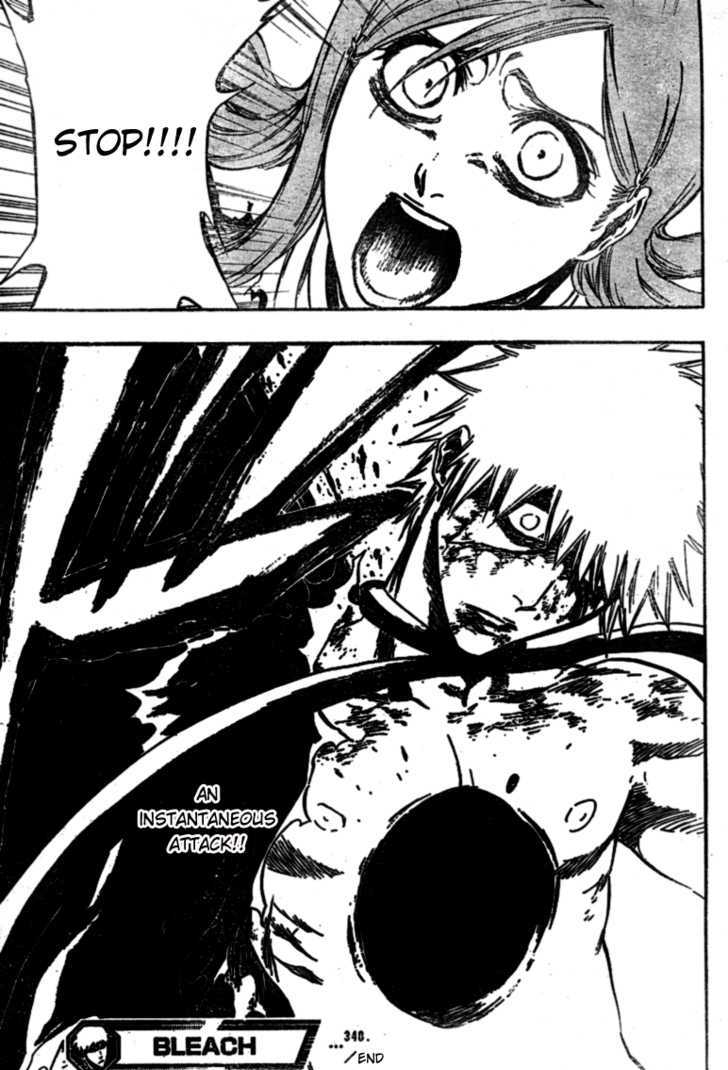 STOP!!!!
AN
INSTANTANEOUS
ATTACK!!
BLEACH
...
340.
/END